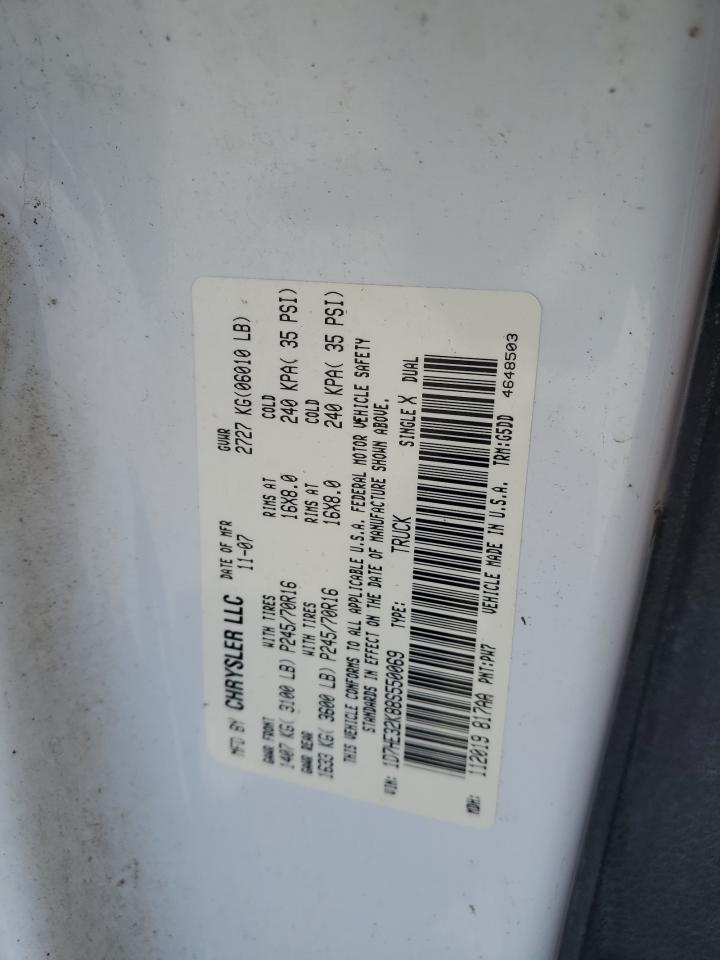 MFD BY CHRYSLER LLC DATE OF MFR 11-07 GVWR 2727 KG(06010 LB)
GAWR FRONT WITH TIRES RIMS AT COLD
1407 KG( 3100 LB) P245/70R16 16X8.0 240 KPA( 35 PSI)
GAWR REAR WITH TIRES RIMS AT COLD
1633 KG( 3600 LB) P245/70R16 16X8.0 240 KPA( 35 PSI)
THIS VEHICLE CONFORMS TO ALL APPLICABLE U.S.A. FEDERAL MOTOR VEHICLE SAFETY
STANDARDS IN EFFECT ON THE DATE OF MANUFACTURE SHOWN ABOVE.
VIN: 1D7HE32K88S550069 TYPE: TRUCK SINGLE X DUAL
MDH: 112019 817AA PNT:PW7 VEHICLE MADE IN U.S.A. TRM:G5DD 4648503